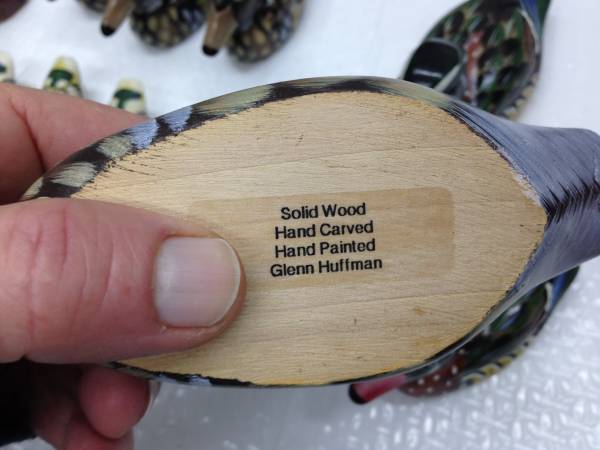 Solid Wood
Hand Carved
Hand Painted
Glenn Huffman